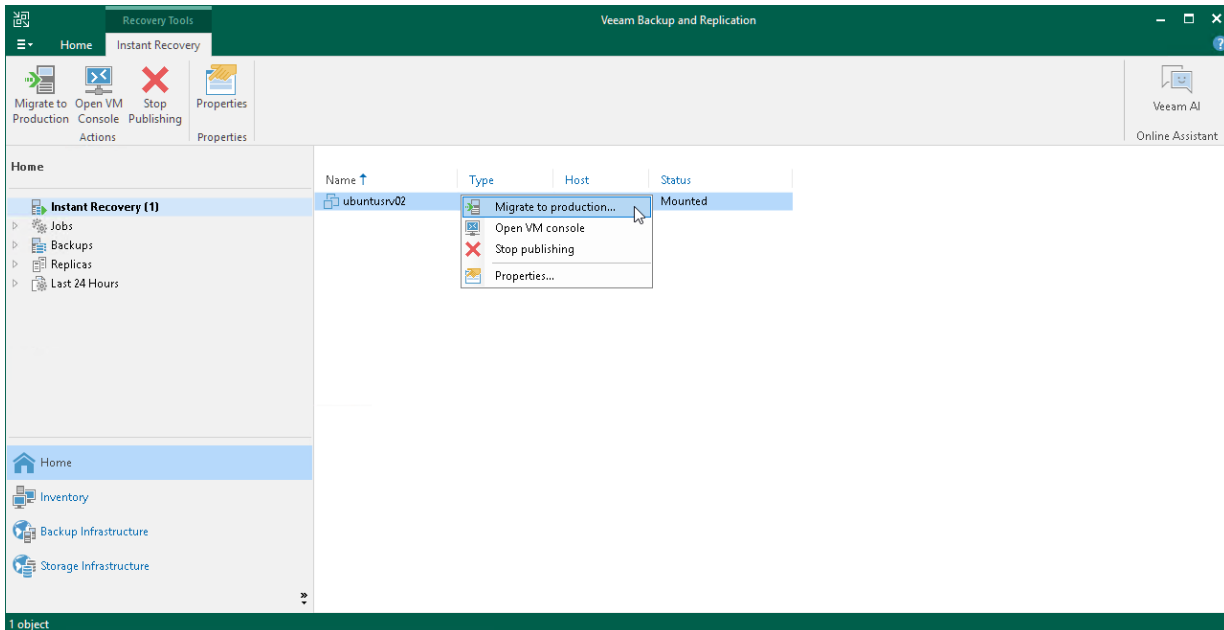 Recovery Tools
Veeam Backup and Replication
Home Instant Recovery
?
Migrate to Production
Open VM Console
Stop Publishing
Properties
Veeam AI
Actions
Properties
Online Assistant
Home
Name Type Host Status
Instant Recovery (1)
ubuntusrv02 Mounted
Migrate to production...
Open VM console
Stop publishing
Properties...
Jobs
Backups
Replicas
Last 24 Hours
Home
Inventory
Backup Infrastructure
Storage Infrastructure
1 object